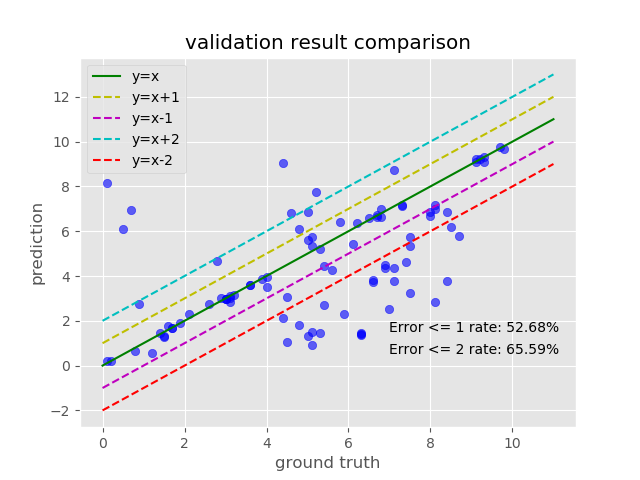 validation result comparison
y=x
y=x+1
y=x-1
y=x+2
y=x-2
12
10
8
6
4
2
0
−2
prediction
Error <= 1 rate: 52.68%
Error <= 2 rate: 65.59%
0 2 4 6 8 10
ground truth